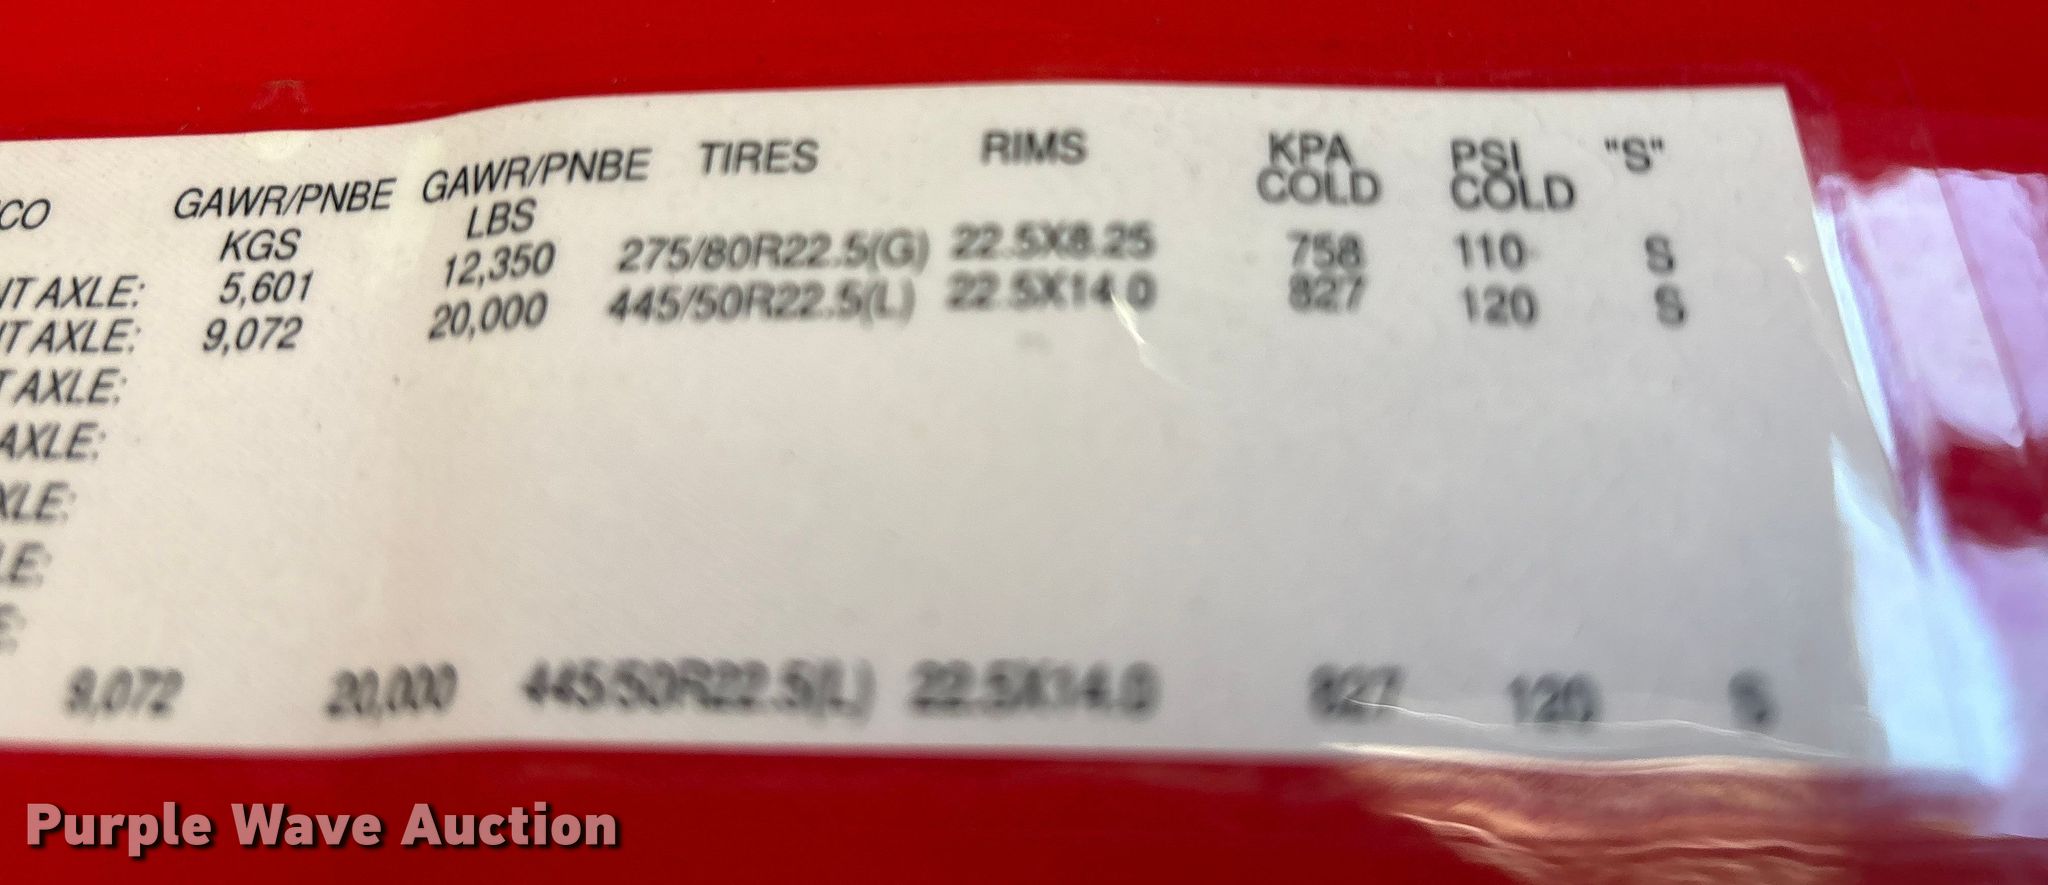 CO GAWR/PNBE KGS GAWR/PNBE LBS TIRES RIMS KPA COLD PSI COLD "S"
NT AXLE: 5,601 12,350 275/80R22.5(G) 22.5X8.25 758 110 S
NT AXLE: 9,072 20,000 445/50R22.5(L) 22.5X14.0 827 120 S
T AXLE:
AXLE:
XLE:
LE:
E:
9,072 20,000 445/50R22.5(L) 22.5X14.0 827 120 S
Purple Wave Auction